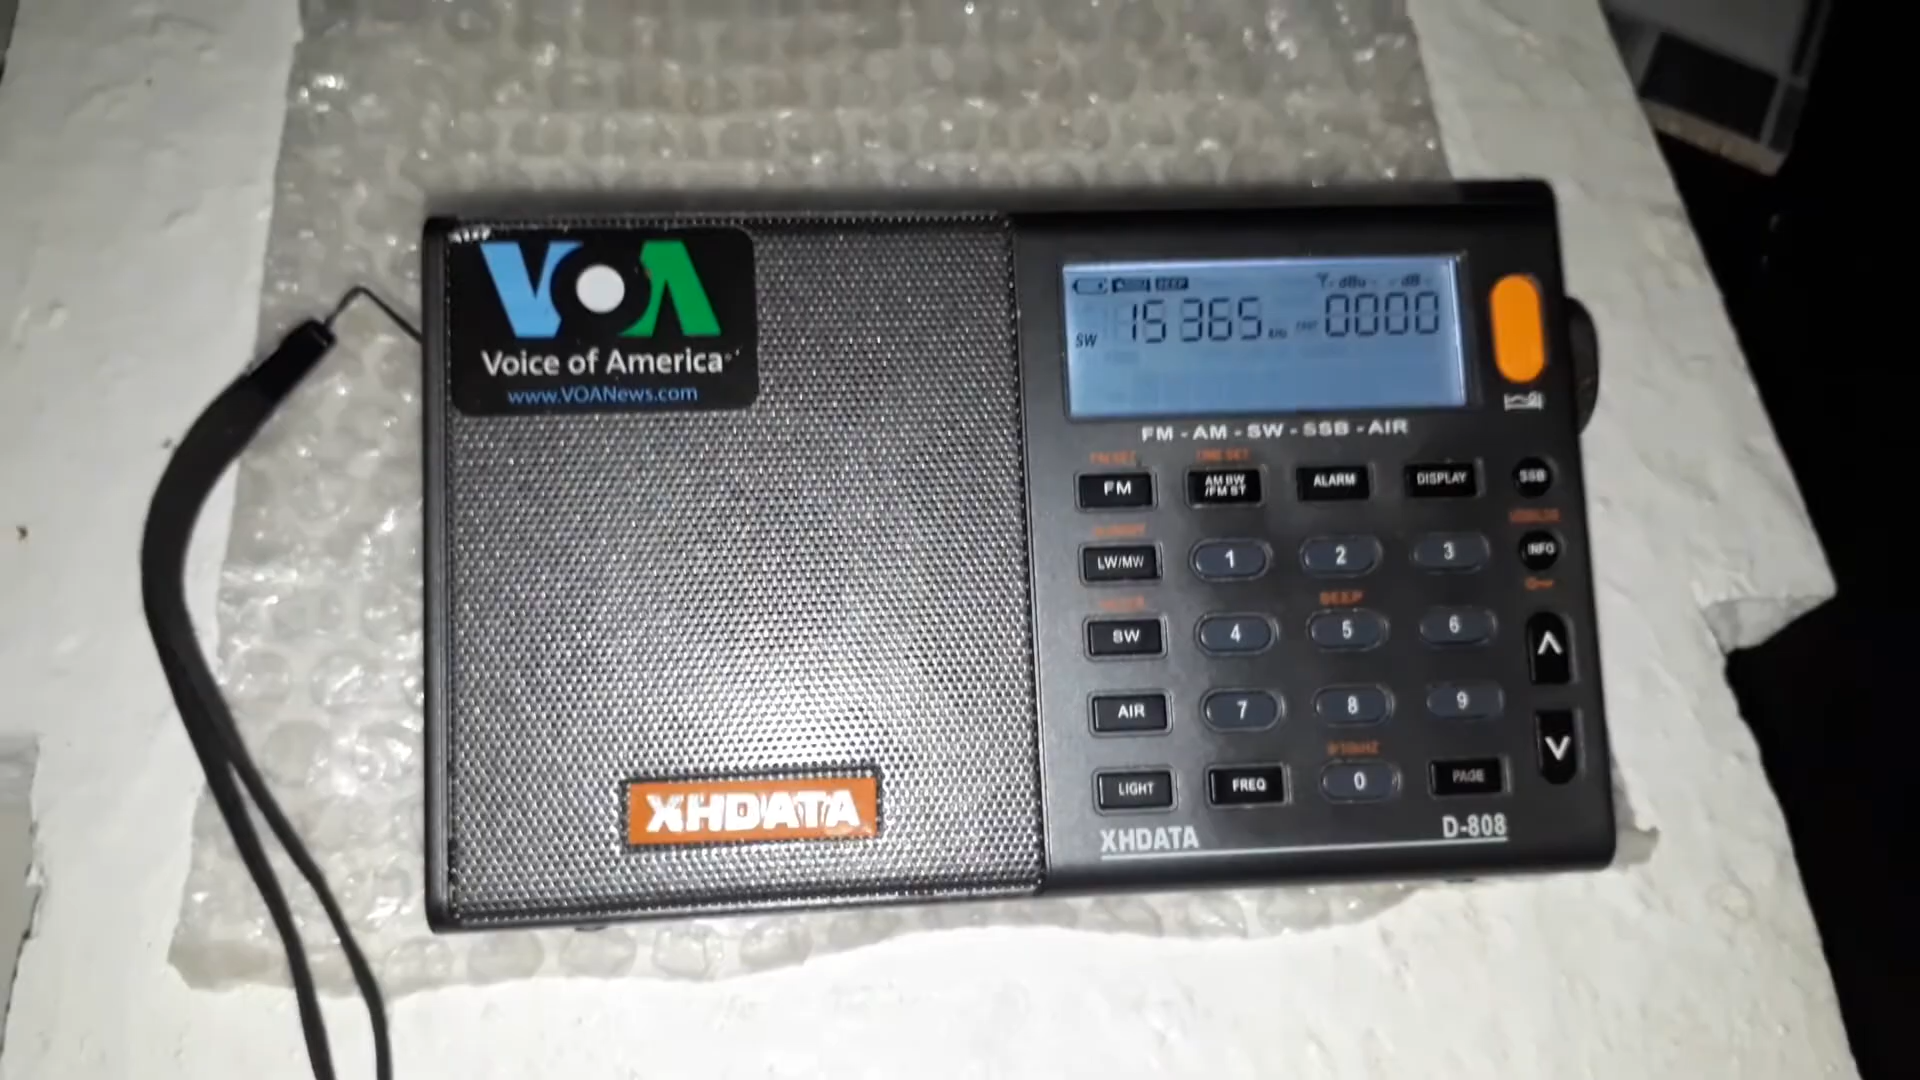 VOA
Voice of America
www.VOANews.com
SW 15365 kHz 0000
FM - AM - SW - SSB - AIR
FM
AM BW
/FM ST
ALARM
DISPLAY
SSB
LW/MW
1
2
3
INFO
BEEP
SW
4
5
6
AIR
7
8
9
LIGHT
FREQ
0
PAGE
XHDATA
XHDATA
D-808